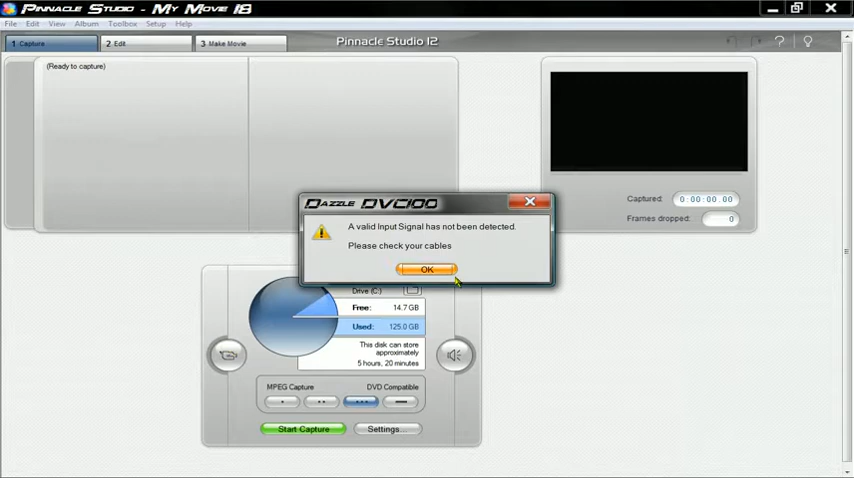 Pinnacle Studio - My Movie 18
File Edit View Album Toolbox Setup Help
1 Capture 2 Edit 3 Make Movie Pinnacle Studio 12
(Ready to capture)
Captured: 0:00:00.00
Frames dropped: 0
Dazzle DVC100
A valid Input Signal has not been detected.
Please check your cables
OK
Drive (C:)
Free: 14.7 GB
Used: 125.0 GB
This disk can store
approximately
5 hours, 20 minutes
MPEG Capture DVD Compatible
Start Capture Settings...